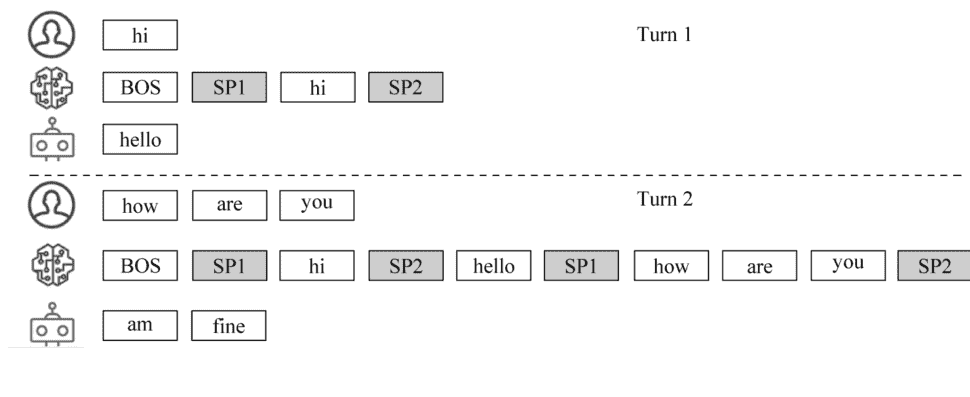 hi Turn 1
BOS SP1 hi SP2
hello
how are you Turn 2
BOS SP1 hi SP2 hello SP1 how are you SP2
am fine